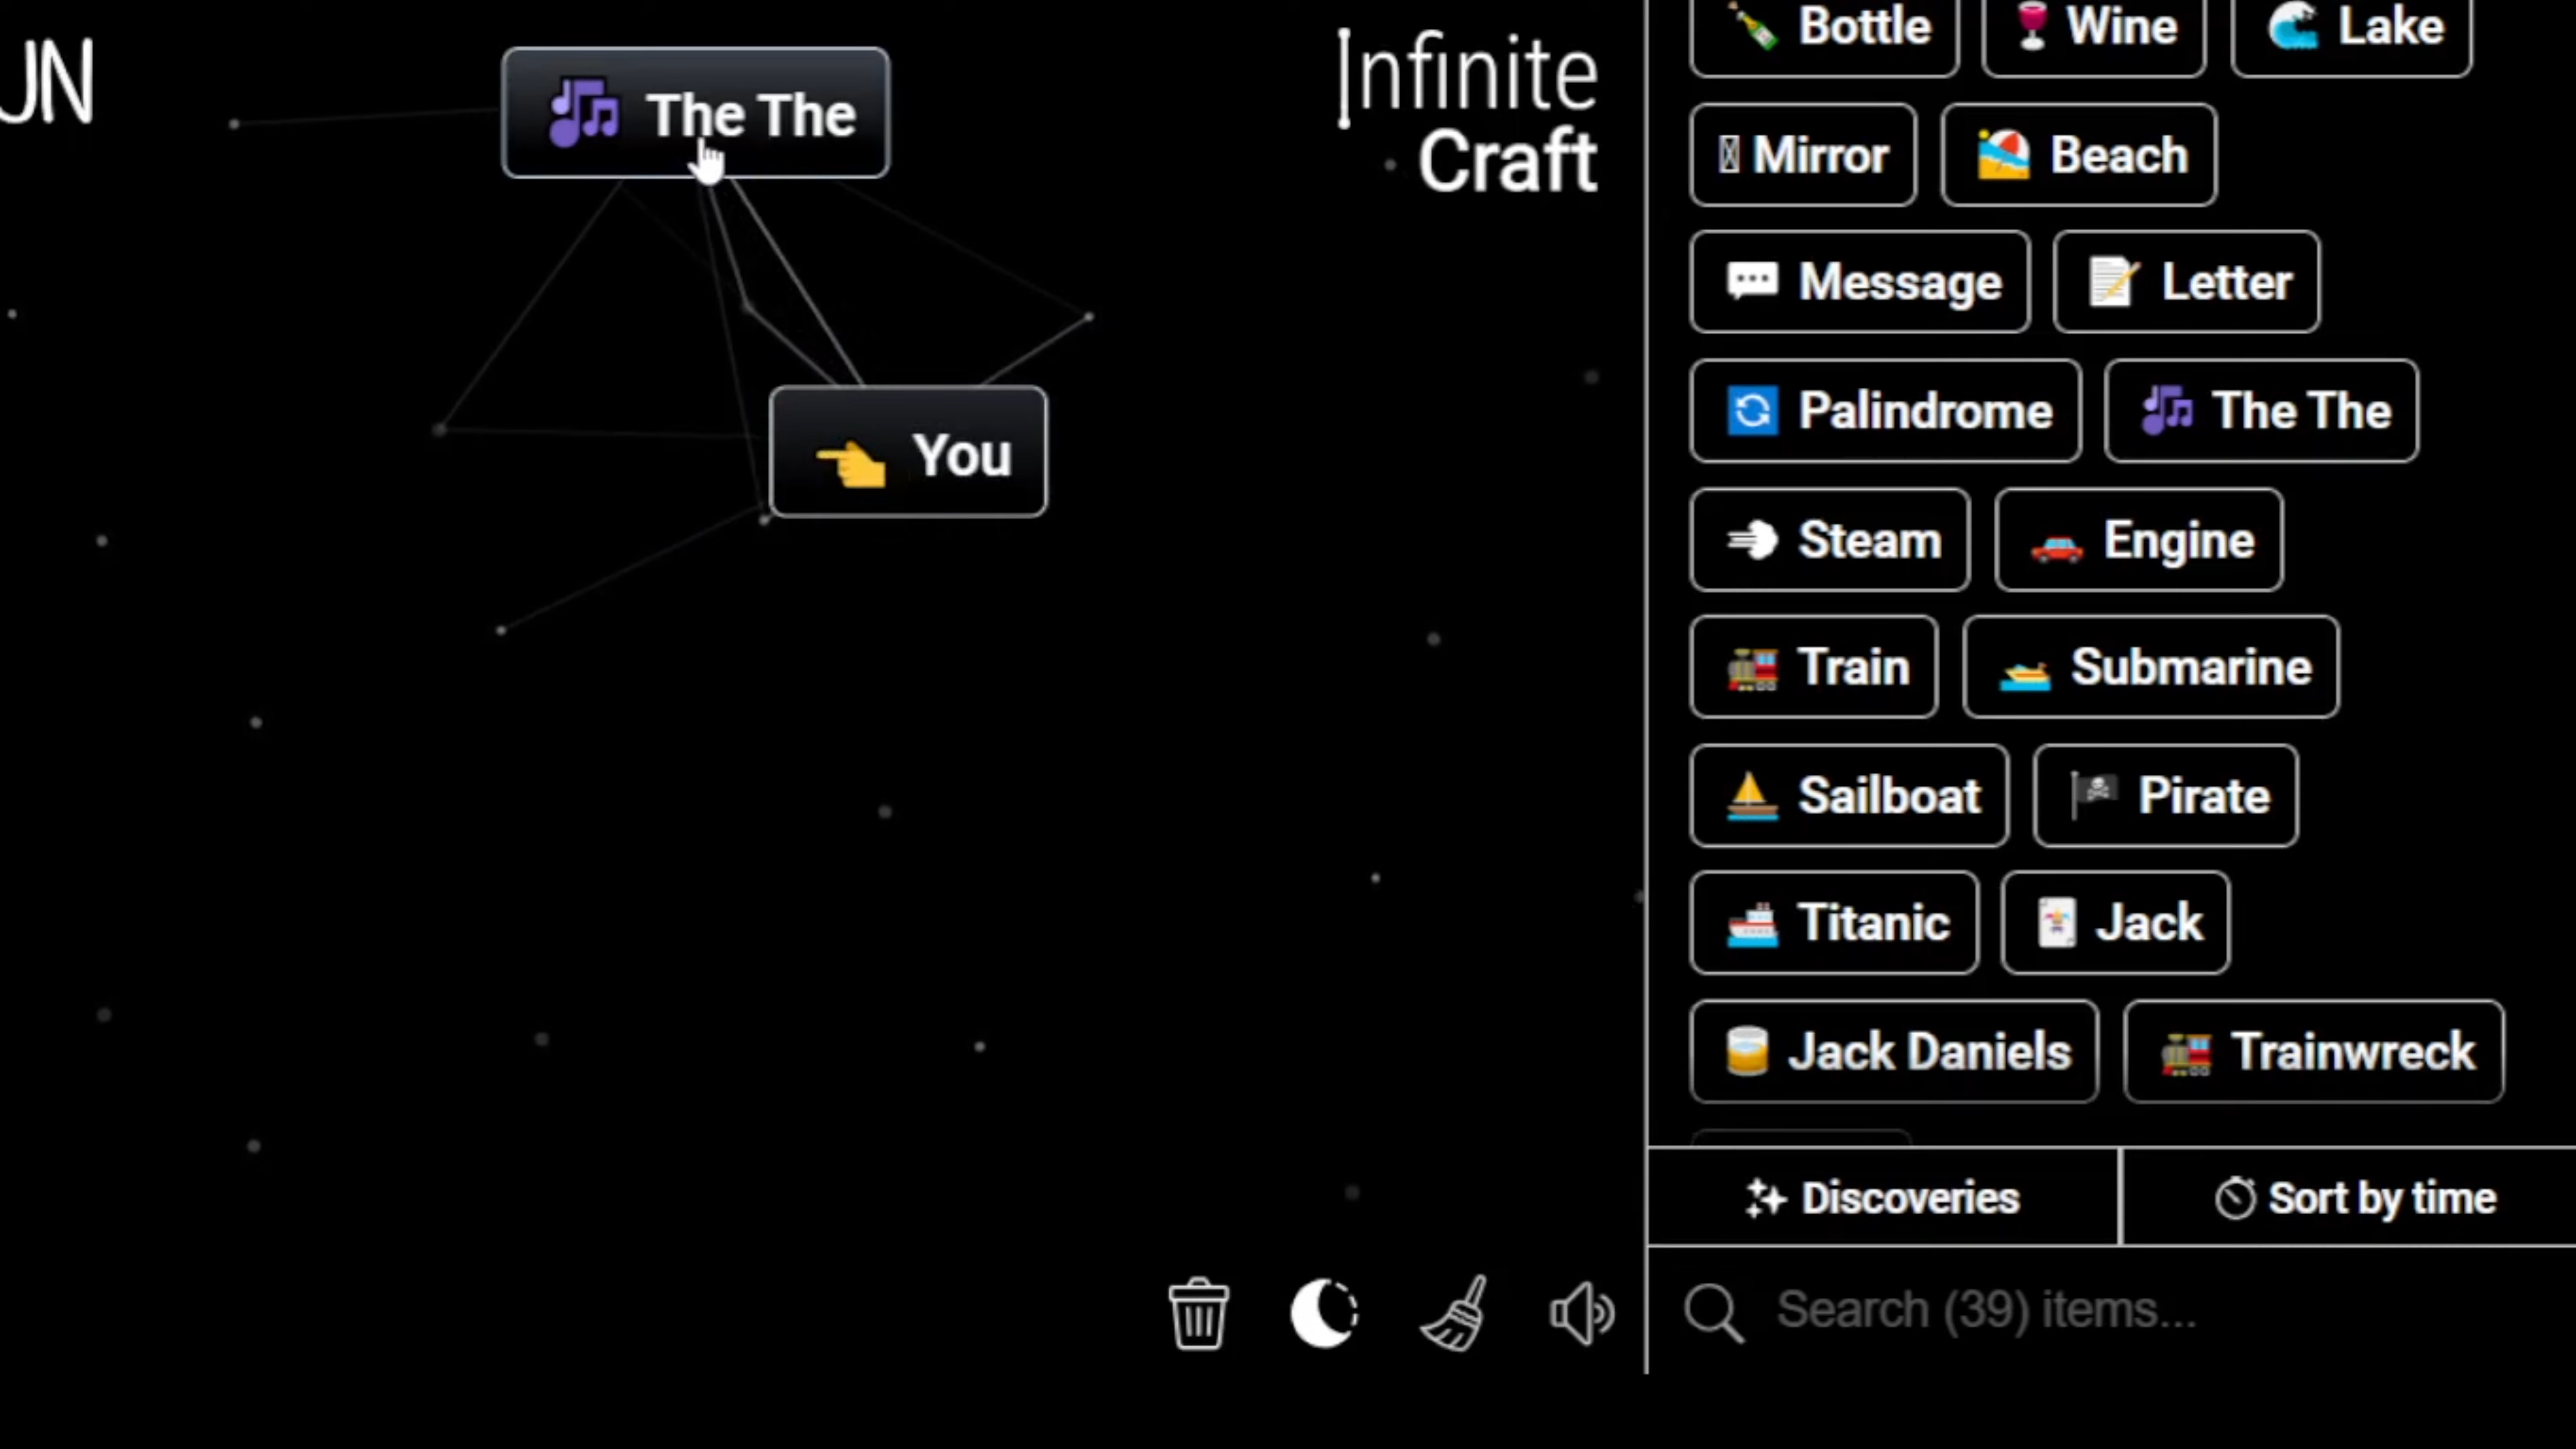 UN
The The
You
Infinite
Craft
Bottle
Wine
Lake
Mirror
Beach
Message
Letter
Palindrome
The The
Steam
Engine
Train
Submarine
Sailboat
Pirate
Titanic
Jack
Jack Daniels
Trainwreck
Discoveries
Sort by time
Search (39) items...